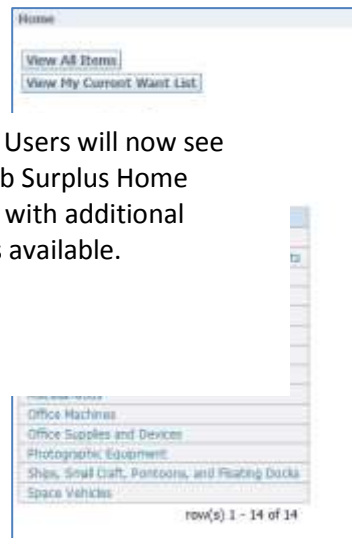 Home
View All Items
View My Current Want List
Users will now see
b Surplus Home
with additional
s available.
Office Machines
Office Supplies and Devices
Photographic Equipment
Ships, Small Craft, Pontoons, and Floating Docks
Space Vehicles
row(s) 1 - 14 of 14